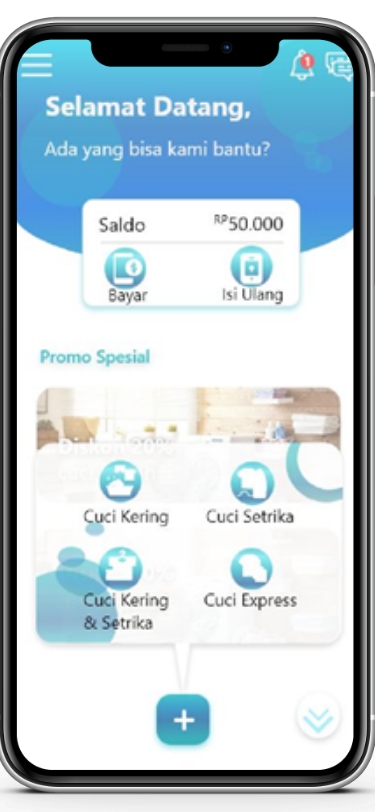 1
Selamat Datang,
Ada yang bisa kami bantu?
Saldo RP50.000
Bayar Isi Ulang
Promo Spesial
Diskon 20%
Cuci Kering Cuci Setrika
Cuci Kering Cuci Express
& Setrika